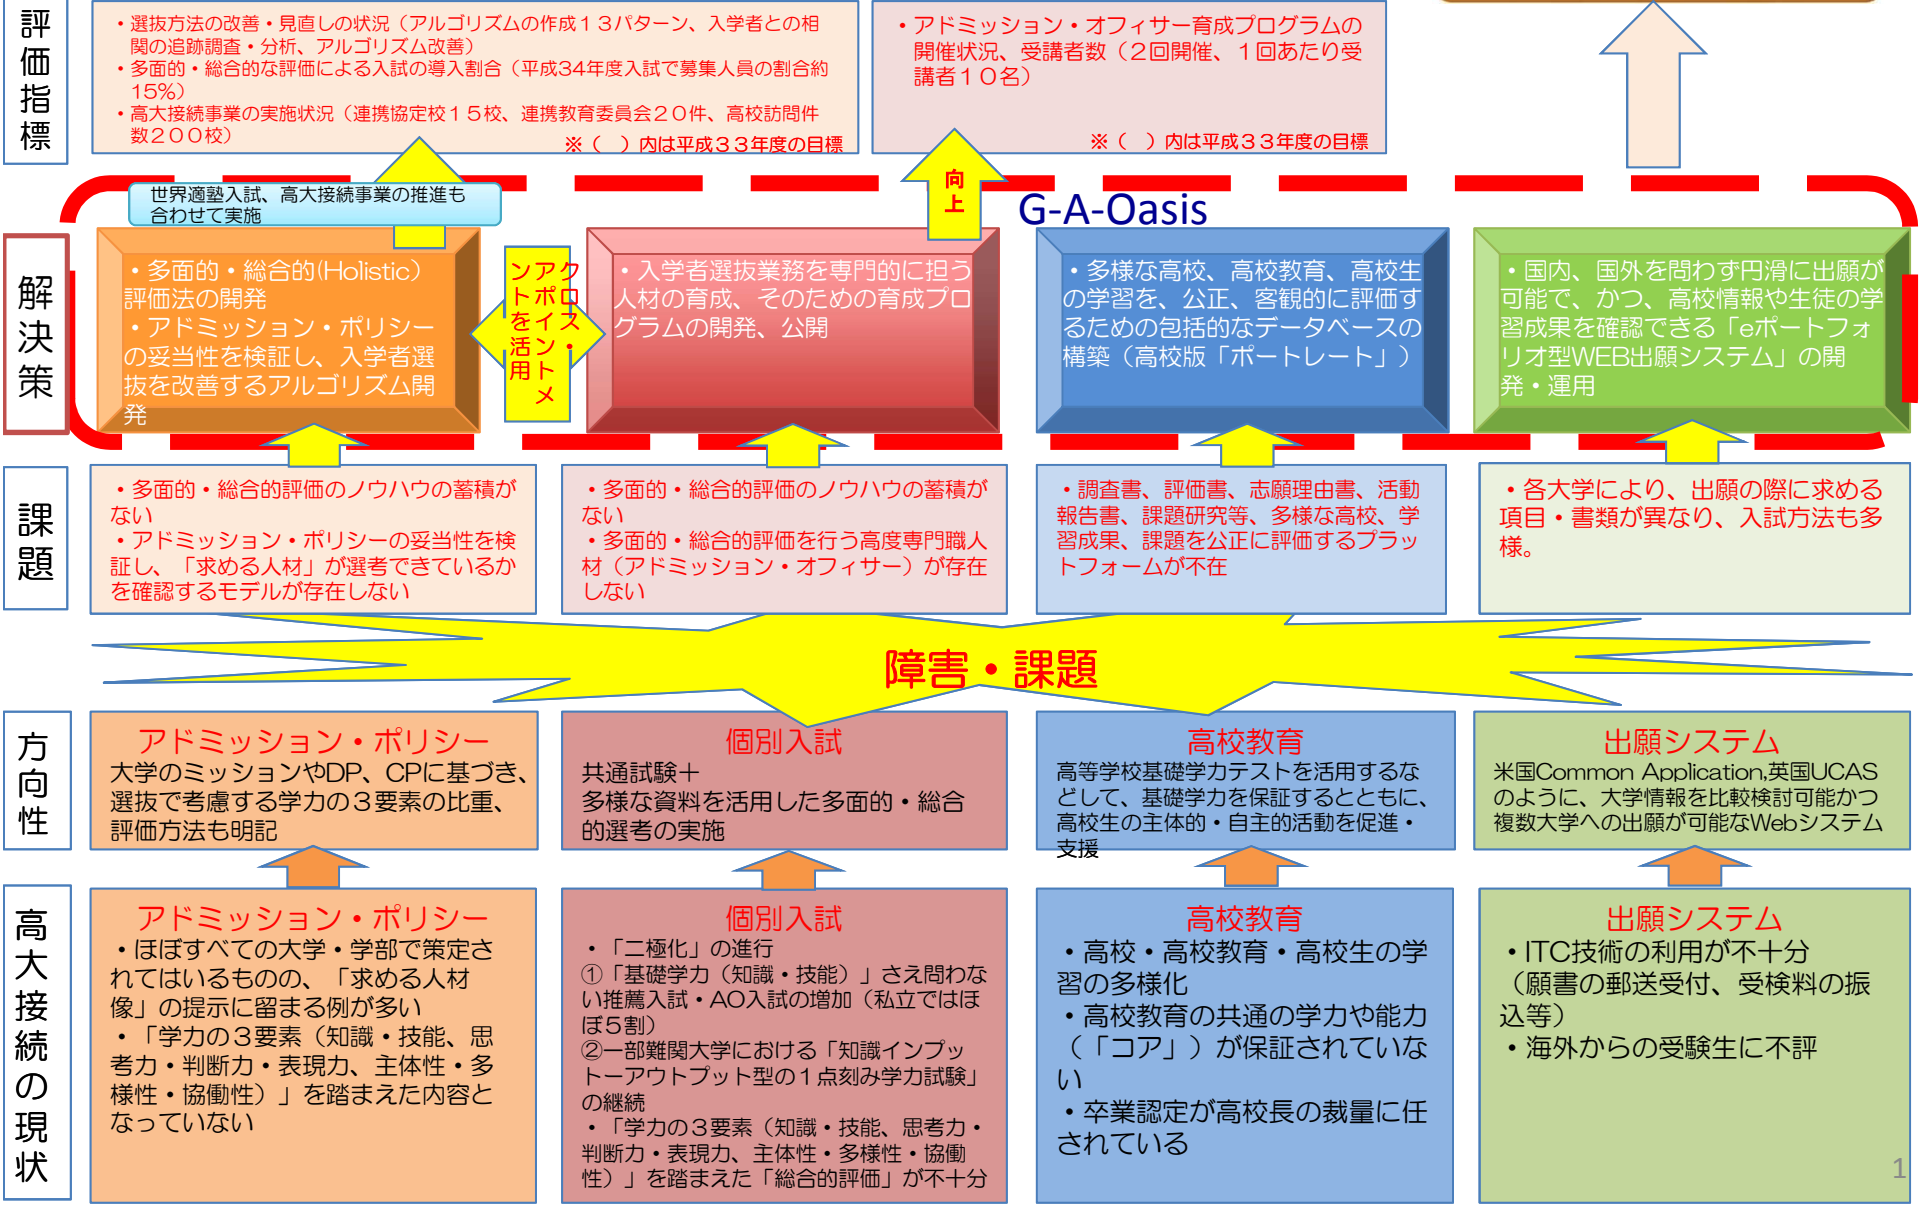 評価指標
・選抜方法の改善・見直しの状況（アルゴリズムの作成１３パターン、入学者との相
関の追跡調査・分析、アルゴリズム改善）
・多面的・総合的な評価による入試の導入割合（平成34年度入試で募集人員の割合約
15%）
・高大接続事業の実施状況（連携協定校１５校、連携教育委員会２０件、高校訪問件
数２００校）
※（　）内は平成３３年度の目標
・アドミッション・オフィサー育成プログラムの
開催状況、受講者数（２回開催、１回あたり受
講者１０名）
※（　）内は平成３３年度の目標
世界適塾入試、高大接続事業の推進も
合わせて実施
向上
G-A-Oasis
解決策
・多面的・総合的(Holistic）
評価法の開発
・アドミッション・ポリシー
の妥当性を検証し、入学者選
抜を改善するアルゴリズム開
発
クロス・
アポイントメ
ントを活用
・入学者選抜業務を専門的に担う
人材の育成、そのための育成プロ
グラムの開発、公開
・多様な高校、高校教育、高校生
の学習を、公正、客観的に評価す
るための包括的なデータベースの
構築（高校版「ポートレート」）
・国内、国外を問わず円滑に出願が
可能で、かつ、高校情報や生徒の学
習成果を確認できる「eポートフォ
リオ型WEB出願システム」の開
発・運用
課題
・多面的・総合的評価のノウハウの蓄積が
ない
・アドミッション・ポリシーの妥当性を検
証し、「求める人材」が選考できているか
を確認するモデルが存在しない
・多面的・総合的評価のノウハウの蓄積が
ない
・多面的・総合的評価を行う高度専門職人
材（アドミッション・オフィサー）が存在
しない
・調査書、評価書、志願理由書、活動
報告書、課題研究等、多様な高校、学
習成果、課題を公正に評価するプラッ
トフォームが不在
・各大学により、出願の際に求める
項目・書類が異なり、入試方法も多
様。
障害・課題
方向性
アドミッション・ポリシー
大学のミッションやDP、CPに基づき、
選抜で考慮する学力の３要素の比重、
評価方法も明記
個別入試
共通試験＋
多様な資料を活用した多面的・総合
的選考の実施
高校教育
高等学校基礎学力テストを活用するな
どして、基礎学力を保証するとともに、
高校生の主体的・自主的活動を促進・
支援
出願システム
米国Common Application,英国UCAS
のように、大学情報を比較検討可能かつ
複数大学への出願が可能なWebシステム
高大接続の現状
アドミッション・ポリシー
・ほぼすべての大学・学部で策定さ
れてはいるものの、「求める人材
像」の提示に留まる例が多い
・「学力の３要素（知識・技能、思
考力・判断力・表現力、主体性・多
様性・協働性）」を踏まえた内容と
なっていない
個別入試
・「二極化」の進行
①「基礎学力（知識・技能）」さえ問わな
い推薦入試・AO入試の増加（私立ではほ
ぼ５割）
②一部難関大学における「知識インプッ
トーアウトプット型の１点刻み学力試験」
の継続
・「学力の３要素（知識・技能、思考力・
判断力・表現力、主体性・多様性・協働
性）」を踏まえた「総合的評価」が不十分
高校教育
・高校・高校教育・高校生の学
習の多様化
・高校教育の共通の学力や能力
（「コア」）が保証されていな
い
・卒業認定が高校長の裁量に任
されている
出願システム
・ITC技術の利用が不十分
（願書の郵送受付、受検料の振
込等）
・海外からの受験生に不評
1